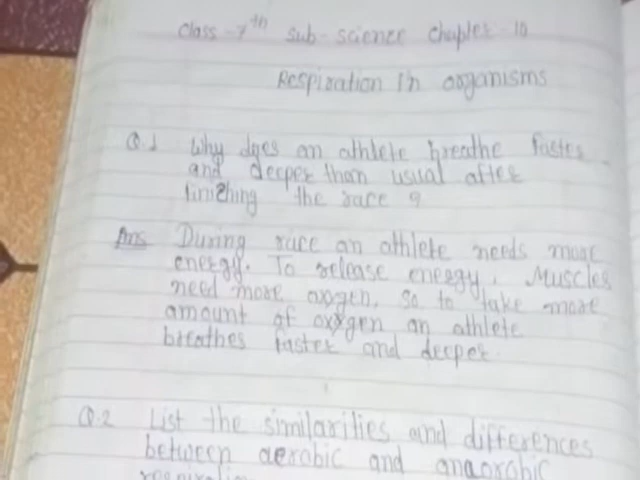 Class - 7th Sub - Science Chapter - 10
Respiration in organisms
Q.1 Why does an athlete breathe faster
and deeper than usual after
finishing the race ?
Ans During race an athlete needs more
energy. To release energy, Muscles
need more oxygen, so to take more
amount of oxygen an athlete
breathes faster and deeper
Q.2 List the similarities and differences
between aerobic and anaerobic
respiration